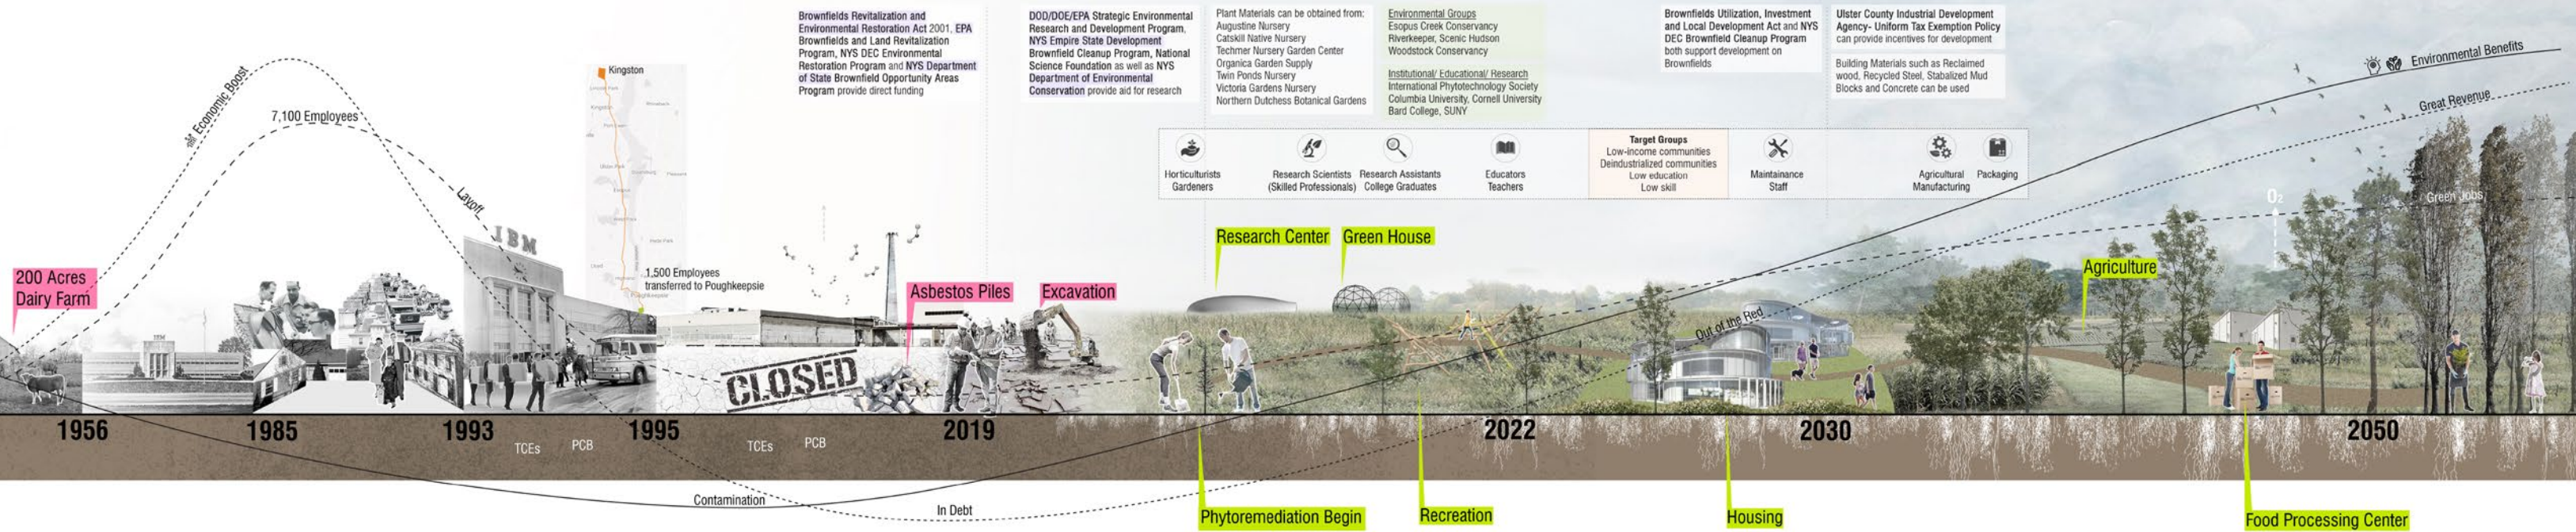 Brownfields Revitalization and
Environmental Restoration Act 2001, EPA
Brownfields and Land Revitalization
Program, NYS DEC Environmental
Restoration Program and NYS Department
of State Brownfield Opportunity Areas
Program provide direct funding
DOD/DOE/EPA Strategic Environmental
Research and Development Program,
NYS Empire State Development
Brownfield Cleanup Program, National
Science Foundation as well as NYS
Department of Environmental
Conservation provide aid for research
Plant Materials can be obtained from:
Augustine Nursery
Catskill Native Nursery
Techmer Nursery Garden Center
Organica Garden Supply
Twin Ponds Nursery
Victoria Gardens Nursery
Northern Dutchess Botanical Gardens
Environmental Groups
Esopus Creek Conservancy
Riverkeeper, Scenic Hudson
Woodstock Conservancy
Institutional/ Educational/ Research
International Phytotechnology Society
Columbia University, Cornell University
Bard College, SUNY
Brownfields Utilization, Investment
and Local Development Act and NYS
DEC Brownfield Cleanup Program
both support development on
Brownfields
Ulster County Industrial Development
Agency- Uniform Tax Exemption Policy
can provide incentives for development
Building Materials such as Reclaimed
wood, Recycled Steel, Stabalized Mud
Blocks and Concrete can be used
Environmental Benefits
Great Revenue
Green Jobs
O2
Economic Boost
7,100 Employees
Layoff
Kingston
Horticulturists
Gardeners
Research Scientists
(Skilled Professionals)
Research Assistants
College Graduates
Educators
Teachers
Target Groups
Low-income communities
Deindustrialized communities
Low education
Low skill
Maintainance
Staff
Agricultural
Manufacturing
Packaging
200 Acres
Dairy Farm
IBM
IBM
1,500 Employees
transferred to Poughkeepsie
Poughkeepsie
Asbestos Piles
Excavation
Research Center
Green House
Agriculture
Out of the Red
CLOSED
1956
1985
1993
1995
2019
2022
2030
2050
TCEs
PCB
TCEs
PCB
Contamination
In Debt
Phytoremediation Begin
Recreation
Housing
Food Processing Center